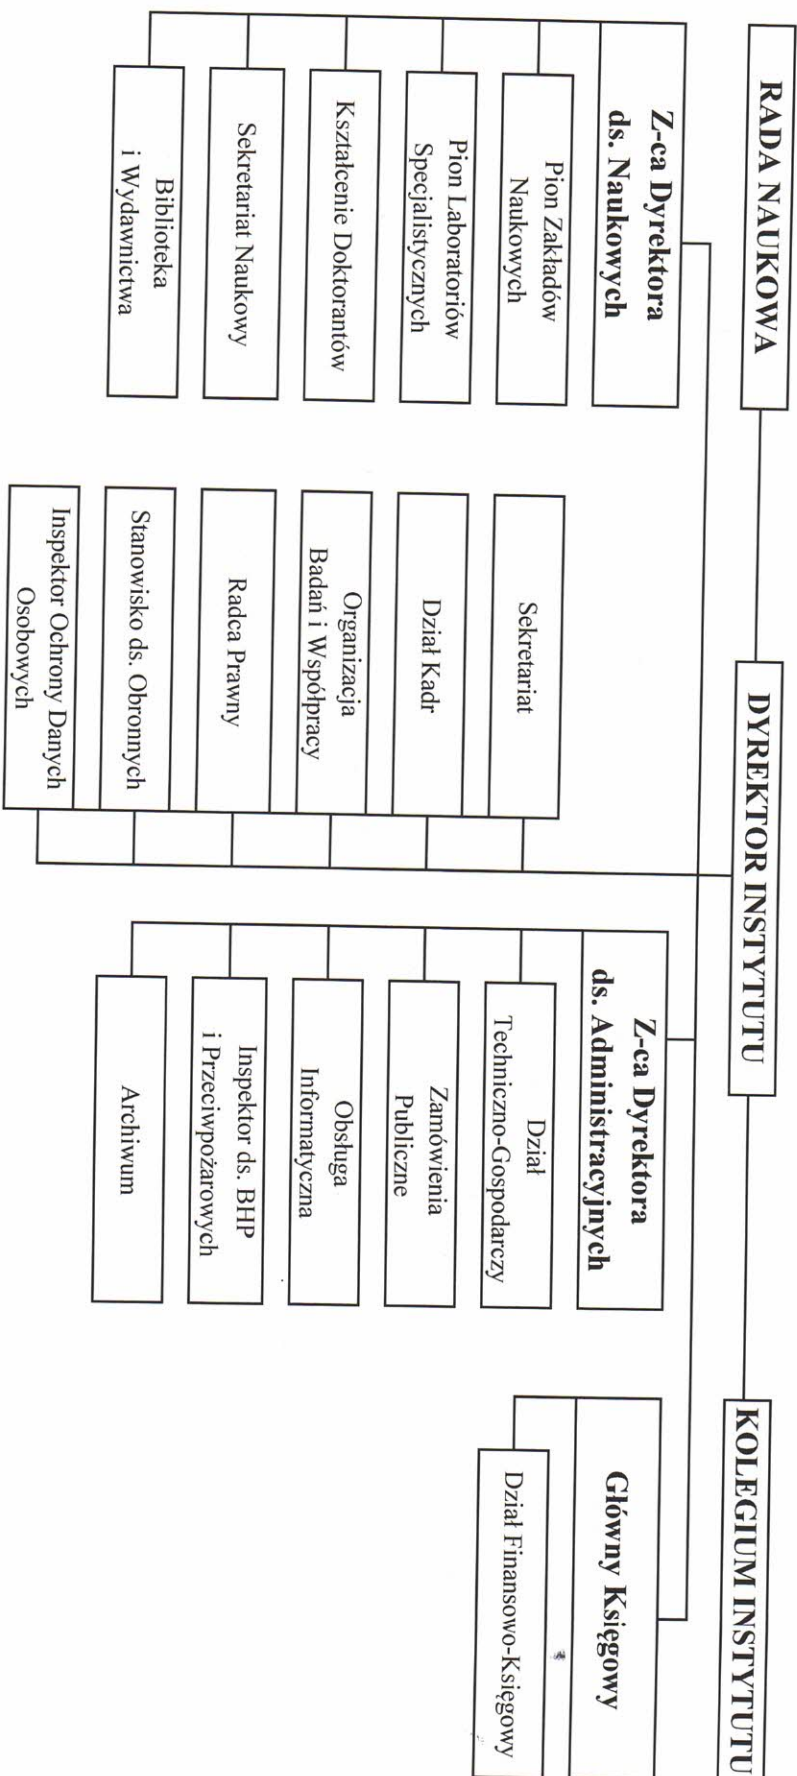 RADA NAUKOWA
DYREKTOR INSTYTUTU
KOLEGIUM INSTYTUTU
Z-ca Dyrektora
ds. Naukowych
Pion Zakładów
Naukowych
Pion Laboratoriów
Specjalistycznych
Kształcenie Doktorantów
Sekretariat Naukowy
Biblioteka
i Wydawnictwa
Sekretariat
Dział Kadr
Organizacja
Badań i Współpracy
Radca Prawny
Stanowisko ds. Obronnych
Inspektor Ochrony Danych
Osobowych
Z-ca Dyrektora
ds. Administracyjnych
Dział
Techniczno-Gospodarczy
Zamówienia
Publiczne
Obsługa
Informatyczna
Inspektor ds. BHP
i Przeciwpożarowych
Archiwum
Główny Księgowy
Dział Finansowo-Księgowy